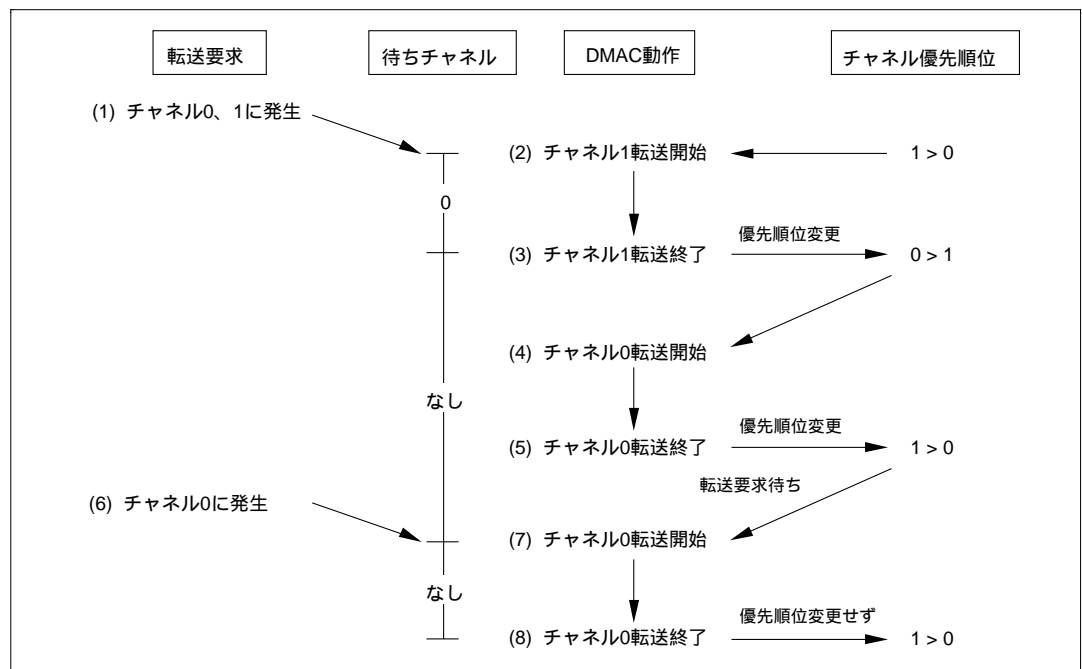 転送要求 待ちチャネル DMAC動作 チャネル優先順位
(1) チャネル0、1に発生
(2) チャネル1転送開始 1 > 0
0
(3) チャネル1転送終了 優先順位変更 0 > 1
(4) チャネル0転送開始
なし
(5) チャネル0転送終了 優先順位変更 1 > 0
転送要求待ち
(6) チャネル0に発生
(7) チャネル0転送開始
なし
(8) チャネル0転送終了 優先順位変更せず 1 > 0